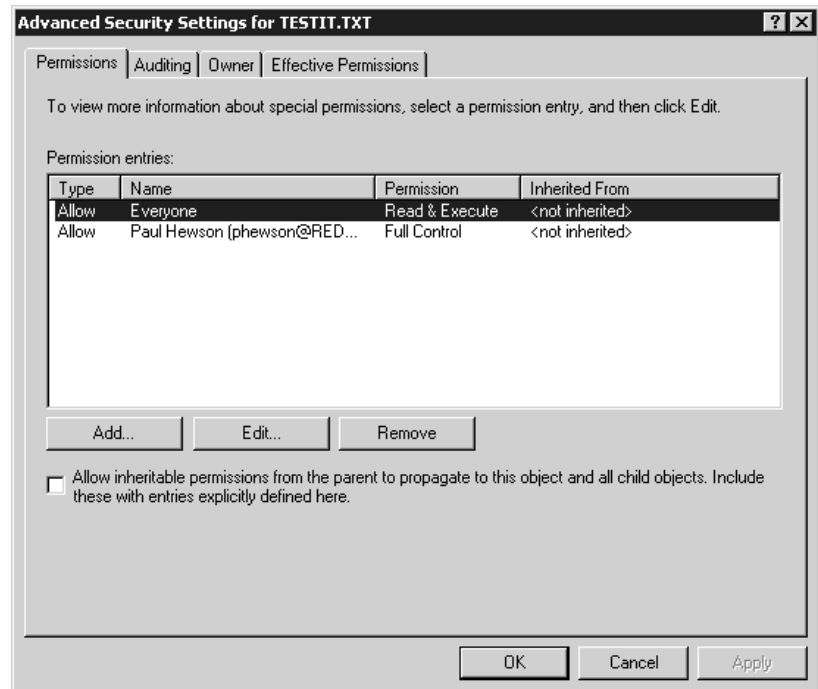 Advanced Security Settings for TESTIT.TXT
Permissions Auditing Owner Effective Permissions
To view more information about special permissions, select a permission entry, and then click Edit.
Permission entries:
Type Name Permission Inherited From
Allow Everyone Read & Execute <not inherited>
Allow Paul Hewson (phewson@RED... Full Control <not inherited>
Add... Edit... Remove
Allow inheritable permissions from the parent to propagate to this object and all child objects. Include
these with entries explicitly defined here.
OK Cancel Apply